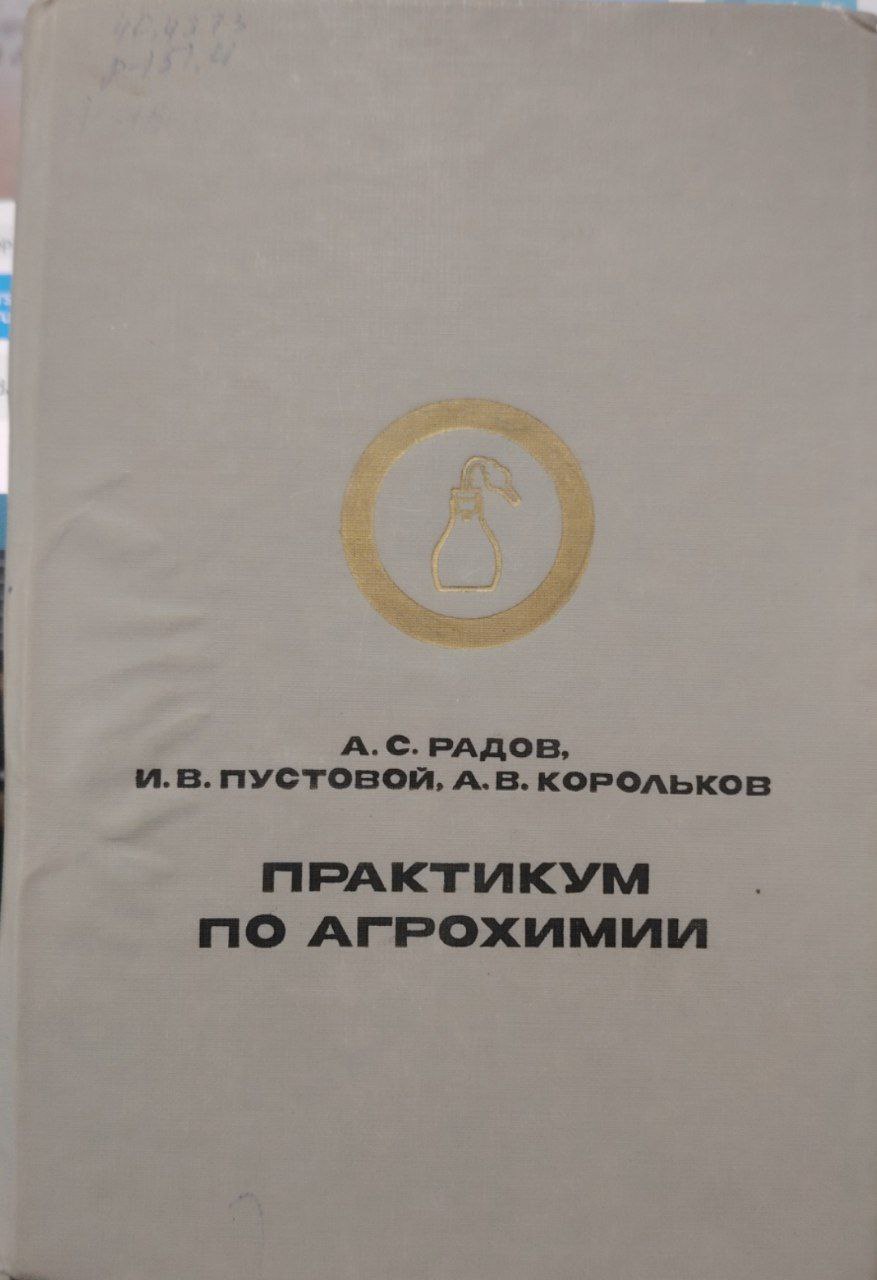 А. С. РАДОВ,
И. В. ПУСТОВОЙ, А. В. КОРОЛЬКОВ
ПРАКТИКУМ
ПО АГРОХИМИИ